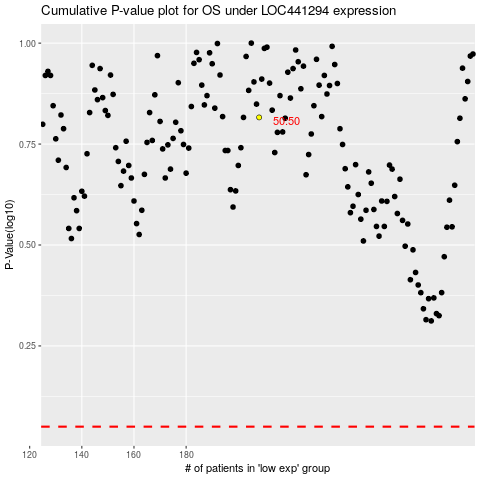 Cumulative P-value plot for OS under LOC441294 expression
1.00
0.75
0.50
0.25
P-Value(log10)
50:50
120 140 160 180
# of patients in 'low exp' group